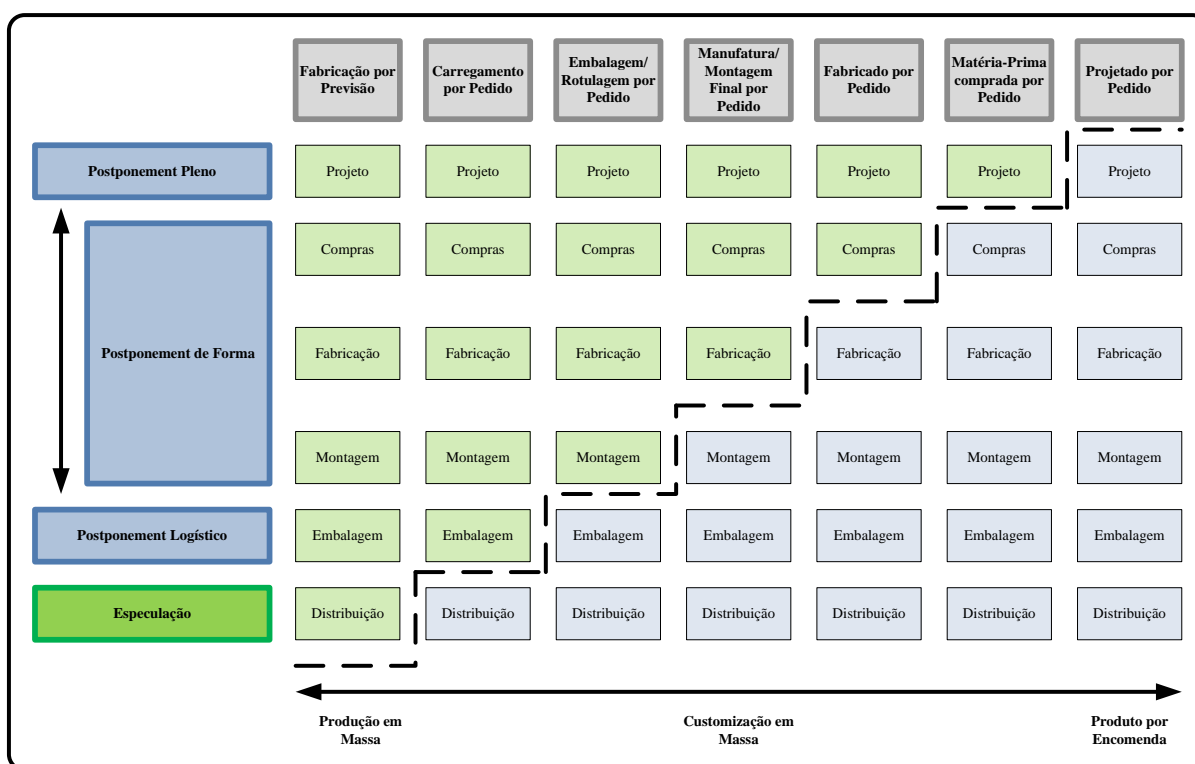 Fabricação por
Previsão
Carregamento
por Pedido
Embalagem/
Rotulagem por
Pedido
Manufatura/
Montagem
Final por
Pedido
Fabricado por
Pedido
Matéria-Prima
comprada por
Pedido
Projetado por
Pedido
Postponement Pleno
Projeto
Projeto
Projeto
Projeto
Projeto
Projeto
Projeto
Compras
Compras
Compras
Compras
Compras
Compras
Compras
Postponement de Forma
Fabricação
Fabricação
Fabricação
Fabricação
Fabricação
Fabricação
Fabricação
Montagem
Montagem
Montagem
Montagem
Montagem
Montagem
Montagem
Postponement Logístico
Embalagem
Embalagem
Embalagem
Embalagem
Embalagem
Embalagem
Embalagem
Especulação
Distribuição
Distribuição
Distribuição
Distribuição
Distribuição
Distribuição
Distribuição
Produção em
Massa
Customização em
Massa
Produto por
Encomenda